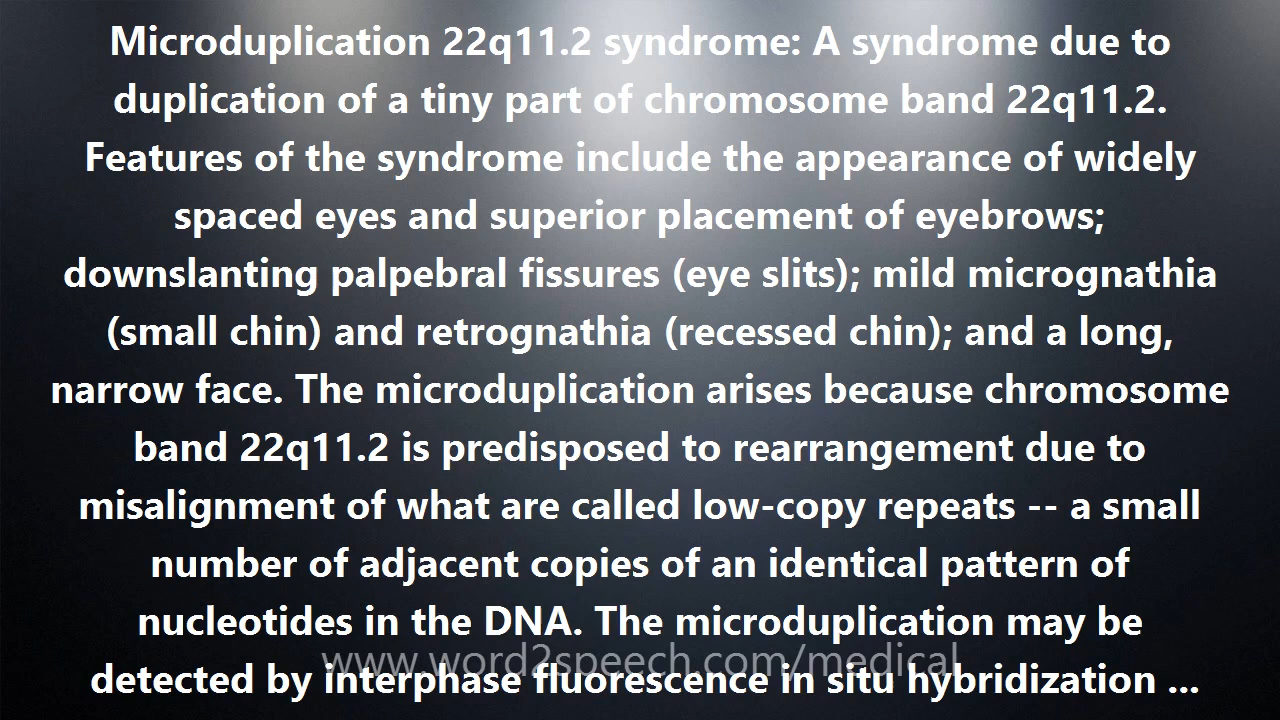 Microduplication 22q11.2 syndrome: A syndrome due to
duplication of a tiny part of chromosome band 22q11.2.
Features of the syndrome include the appearance of widely
spaced eyes and superior placement of eyebrows;
downslanting palpebral fissures (eye slits); mild micrognathia
(small chin) and retrognathia (recessed chin); and a long,
narrow face. The microduplication arises because chromosome
band 22q11.2 is predisposed to rearrangement due to
misalignment of what are called low-copy repeats -- a small
number of adjacent copies of an identical pattern of
nucleotides in the DNA. The microduplication may be
www.word2speech.com/medical
detected by interphase fluorescence in situ hybridization ...